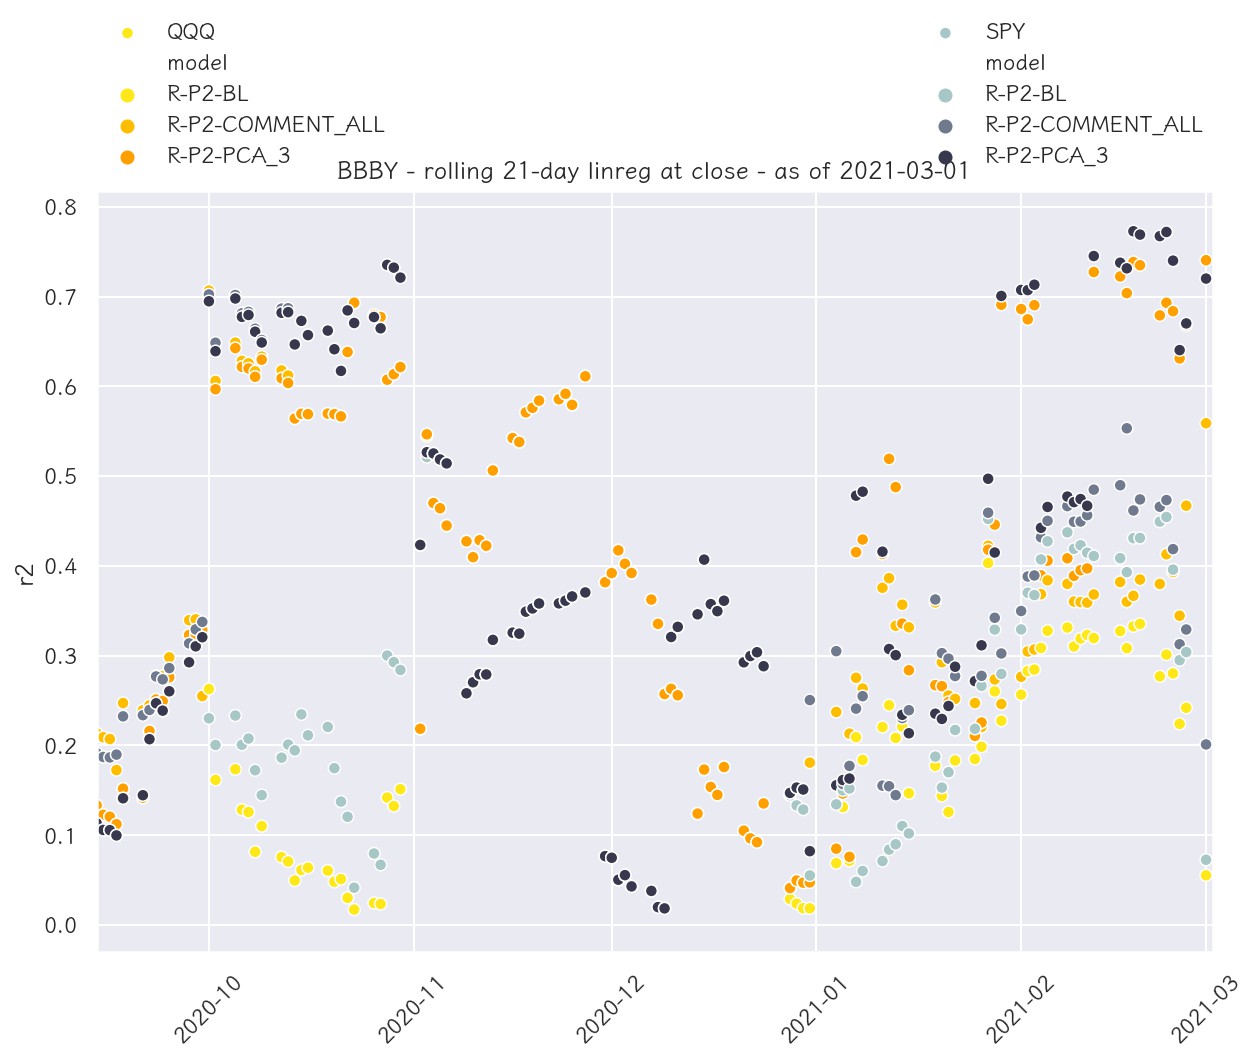 QQQ
model
R-P2-BL
R-P2-COMMENT_ALL
R-P2-PCA_3
SPY
model
R-P2-BL
R-P2-COMMENT_ALL
R-P2-PCA_3
BBBY - rolling 21-day linreg at close - as of 2021-03-01
r2
0.8
0.7
0.6
0.5
0.4
0.3
0.2
0.1
0.0
2020-10
2020-11
2020-12
2021-01
2021-02
2021-03